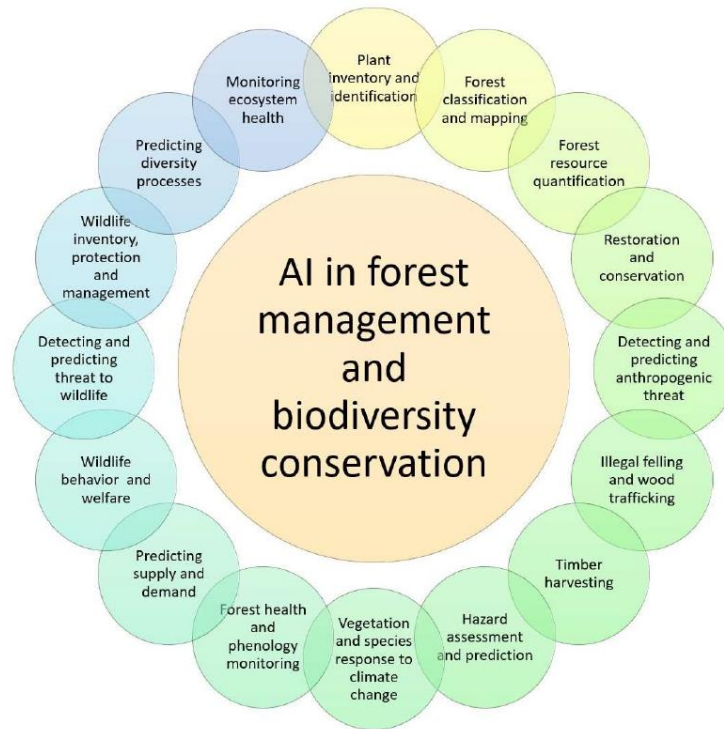 Plant
inventory and
identification
Forest
classification
and mapping
Forest
resource
quantification
Restoration
and
conservation
Detecting and
predicting
anthropogenic
threat
Illegal felling
and wood
trafficking
Timber
harvesting
Hazard
assessment
and prediction
Vegetation
and species
response to
climate
change
Forest health
and
phenology
monitoring
Predicting
supply and
demand
Wildlife
behavior and
welfare
Detecting and
predicting
threat to
wildlife
Wildlife
inventory,
protection
and
management
Predicting
diversity
processes
Monitoring
ecosystem
health
AI in forest
management
and
biodiversity
conservation